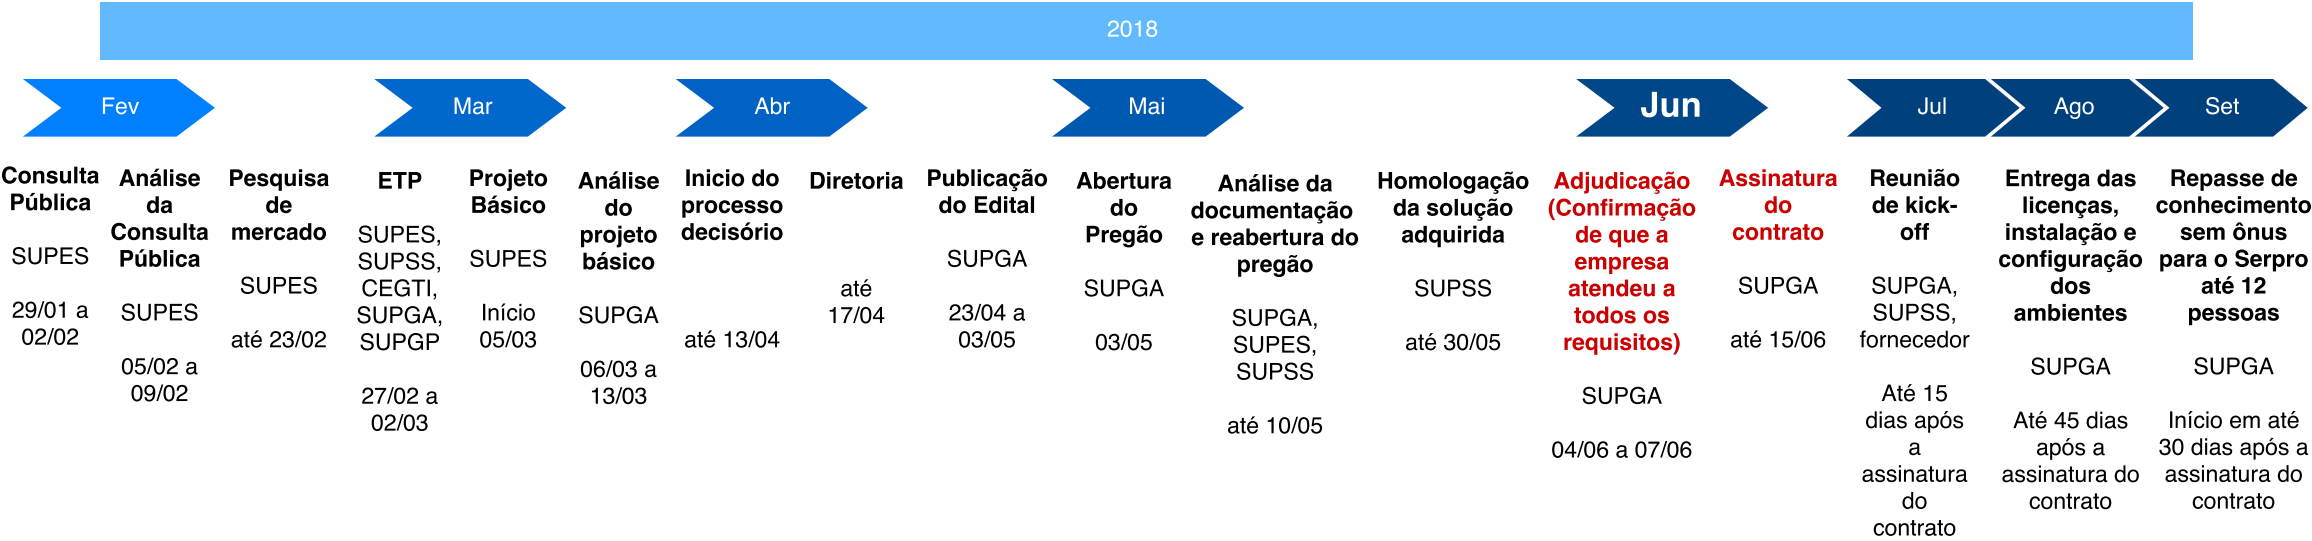 2018
Fev
Mar
Abr
Mai
Jun
Jul
Ago
Set
Consulta
Pública
SUPES
29/01 a
02/02
Análise
da
Consulta
Pública
SUPES
05/02 a
09/02
Pesquisa
de
mercado
SUPES
até 23/02
ETP
SUPES,
SUPSS,
CEGTI,
SUPGA,
SUPGP
27/02 a
02/03
Projeto
Básico
SUPES
Início
05/03
Análise
do
projeto
básico
SUPGA
06/03 a
13/03
Inicio do
processo
decisório
até 13/04
Diretoria
até
17/04
Publicação
do Edital
SUPGA
23/04 a
03/05
Abertura
do
Pregão
SUPGA
03/05
Análise da
documentação
e reabertura do
pregão
SUPGA,
SUPES,
SUPSS
até 10/05
Homologação
da solução
adquirida
SUPSS
até 30/05
Adjudicação
(Confirmação
de que a
empresa
atendeu a
todos os
requisitos)
SUPGA
04/06 a 07/06
Assinatura
do
contrato
SUPGA
até 15/06
Reunião
de kick-
off
SUPGA,
SUPSS,
fornecedor
Até 15
dias após
a
assinatura
do
contrato
Entrega das
licenças,
instalação e
configuração
dos
ambientes
SUPGA
Até 45 dias
após a
assinatura do
contrato
Repasse de
conhecimento
sem ônus
para o Serpro
até 12
pessoas
SUPGA
Início em até
30 dias após a
assinatura do
contrato